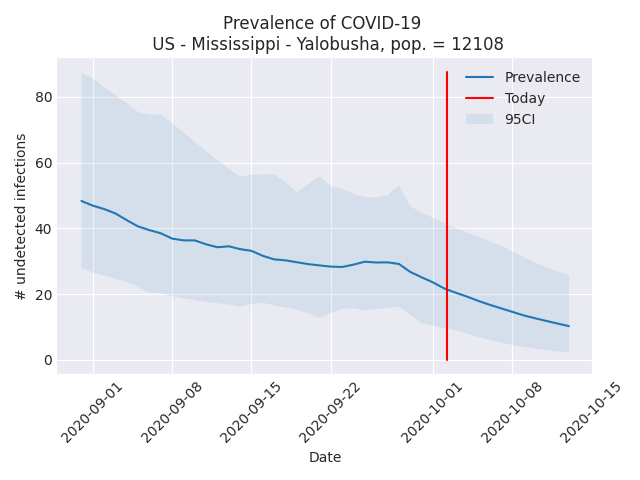 Prevalence of COVID-19
US - Mississippi - Yalobusha, pop. = 12108
Prevalence
Today
95CI
# undetected infections
80
60
40
20
0
2020-09-01
2020-09-08
2020-09-15
2020-09-22
2020-10-01
2020-10-08
2020-10-15
Date